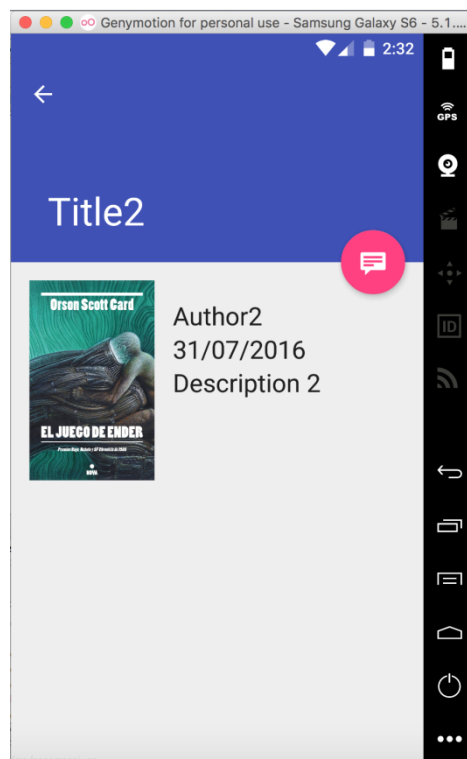 Genymotion for personal use - Samsung Galaxy S6 - 5.1....
2:32
GPS
Title2
ID
Orson Scott Card
Author2
31/07/2016
Description 2
EL JUEGO DE ENDER
NOVA